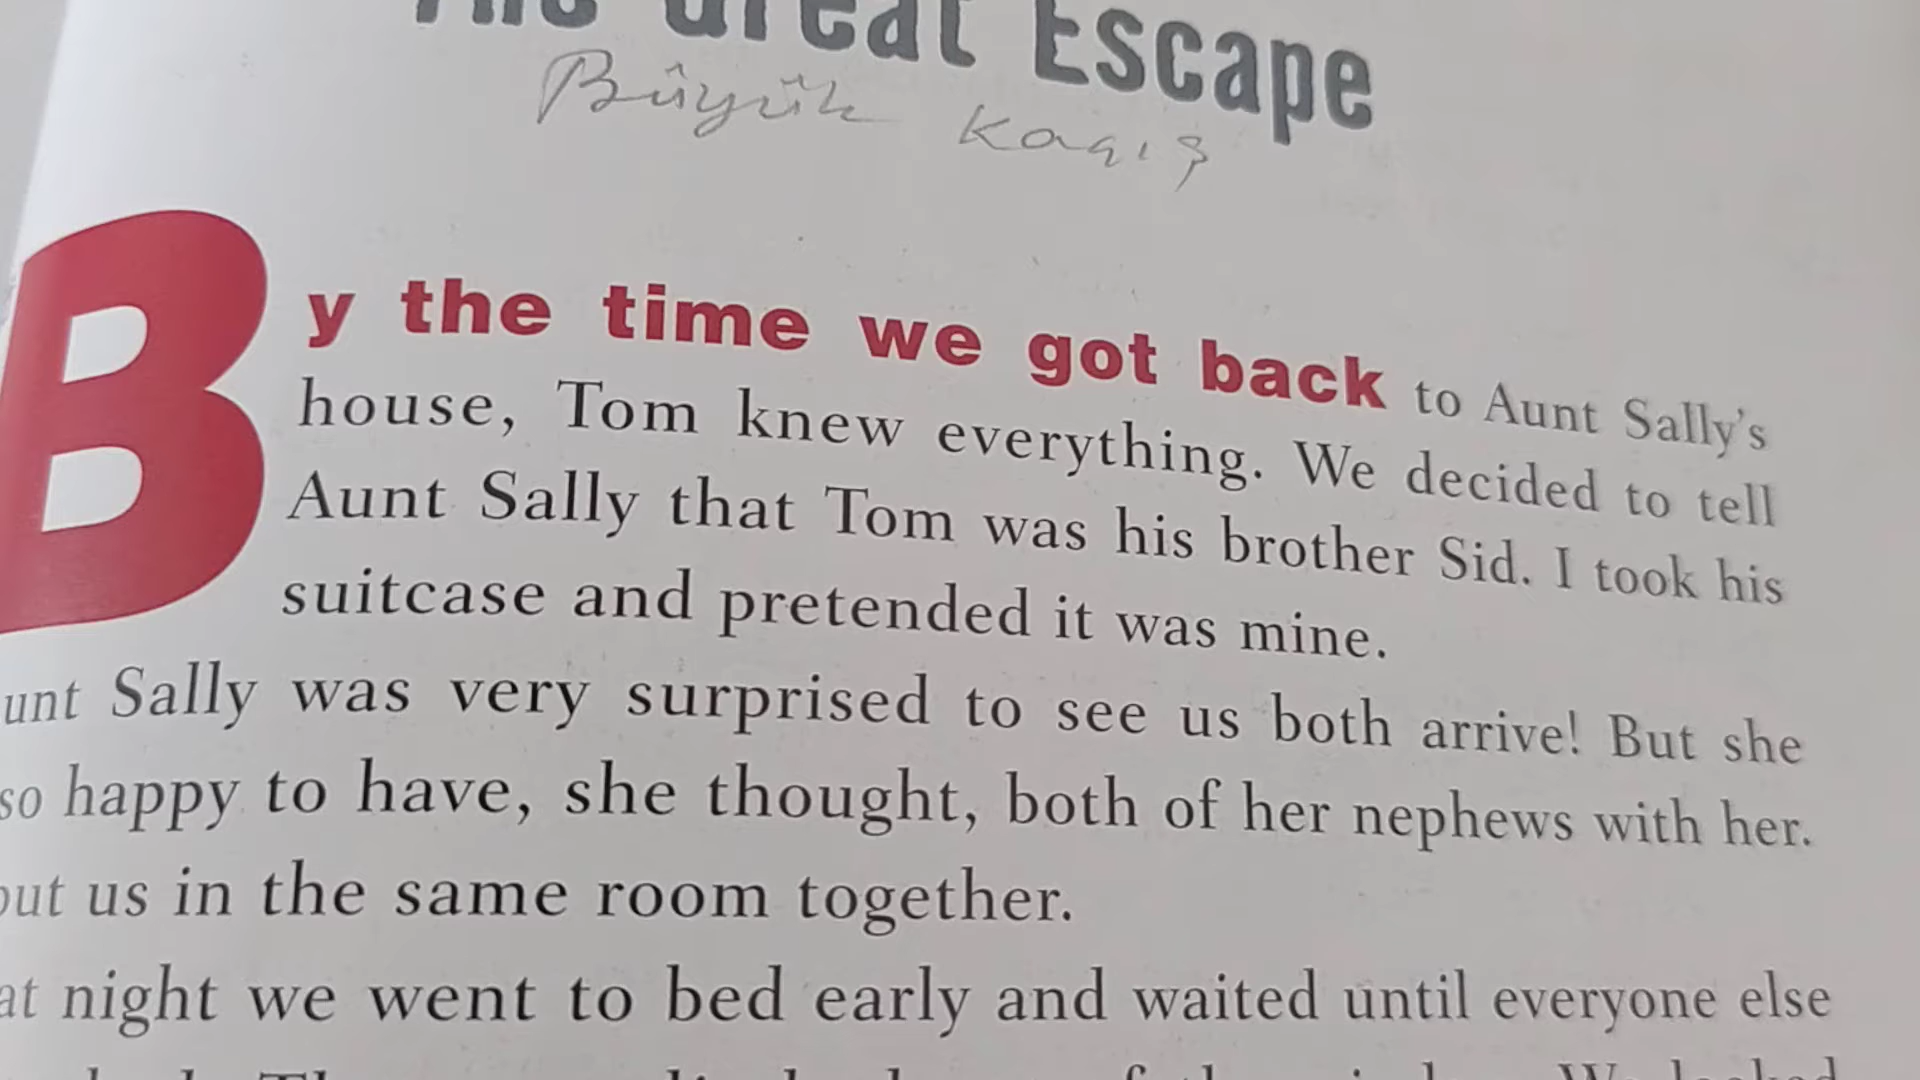 The Great Escape
Büyük Kaçış
By the time we got back to Aunt Sally's
house, Tom knew everything. We decided to tell
Aunt Sally that Tom was his brother Sid. I took his
suitcase and pretended it was mine.
unt Sally was very surprised to see us both arrive! But she
so happy to have, she thought, both of her nephews with her.
out us in the same room together.
at night we went to bed early and waited until everyone else